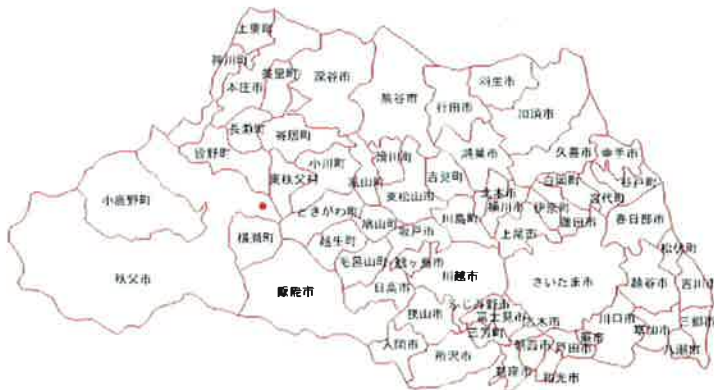 上里町
神川町
本庄市
美里町
深谷市
熊谷市
行田市
羽生市
加須市
長瀞町
寄居町
皆野町
小川町
滑川町
嵐山町
東秩父村
東松山市
吉見町
鴻巣市
久喜市
幸手市
杉戸町
宮代町
白岡町
北本市
桶川市
伊奈町
蓮田市
春日部市
小鹿野町
ときがわ町
鳩山町
坂戸市
川島町
上尾市
松伏町
横瀬町
越生町
毛呂山町
鶴ヶ島市
川越市
さいたま市
越谷市
吉川市
秩父市
飯能市
日高市
狭山市
ふじみ野市
富士見市
三芳町
志木市
川口市
草加市
三郷市
八潮市
入間市
所沢市
朝霞市
戸田市
蕨市
新座市
和光市